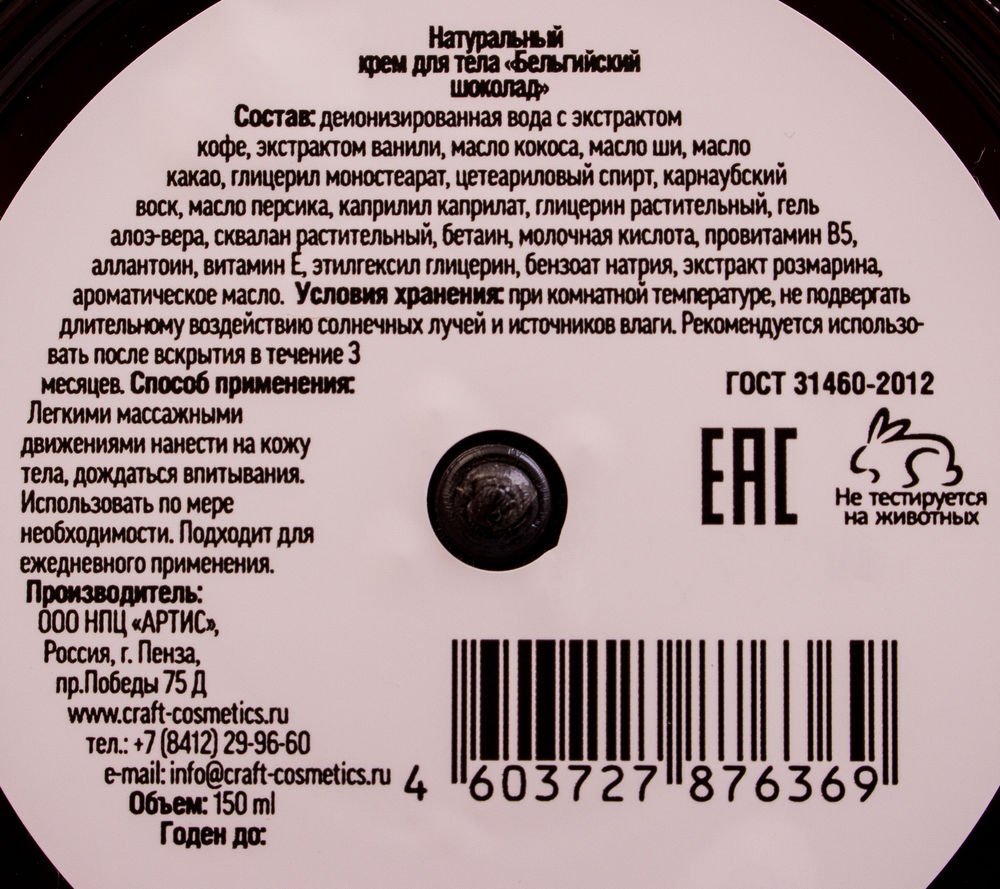 Натуральный
крем для тела «Бельгийский
шоколад»
Состав: деионизированная вода с экстрактом
кофе, экстрактом ванили, масло кокоса, масло ши, масло
какао, глицерил моностеарат, цетеариловый спирт, карнаубский
воск, масло персика, каприлил каприлат, глицерин растительный, гель
алоэ-вера, сквалан растительный, бетаин, молочная кислота, провитамин B5,
аллантоин, витамин Е, этилгексил глицерин, бензоат натрия, экстракт розмарина,
ароматическое масло. Условия хранения: при комнатной температуре, не подвергать
длительному воздействию солнечных лучей и источников влаги. Рекомендуется использо-
вать после вскрытия в течение 3
месяцев. Способ применения:
Легкими массажными
движениями нанести на кожу
тела, дождаться впитывания.
Использовать по мере
необходимости. Подходит для
ежедневного применения.
Производитель:
ООО НПЦ «АРТИС»,
Россия, г. Пенза,
пр.Победы 75 Д
www.craft-cosmetics.ru
тел.: +7 (8412) 29-96-60
e-mail: info@craft-cosmetics.ru
Объем: 150 ml
Годен до:
ГОСТ 31460-2012
ЕАС
Не тестируется
на животных
4 603727 876369